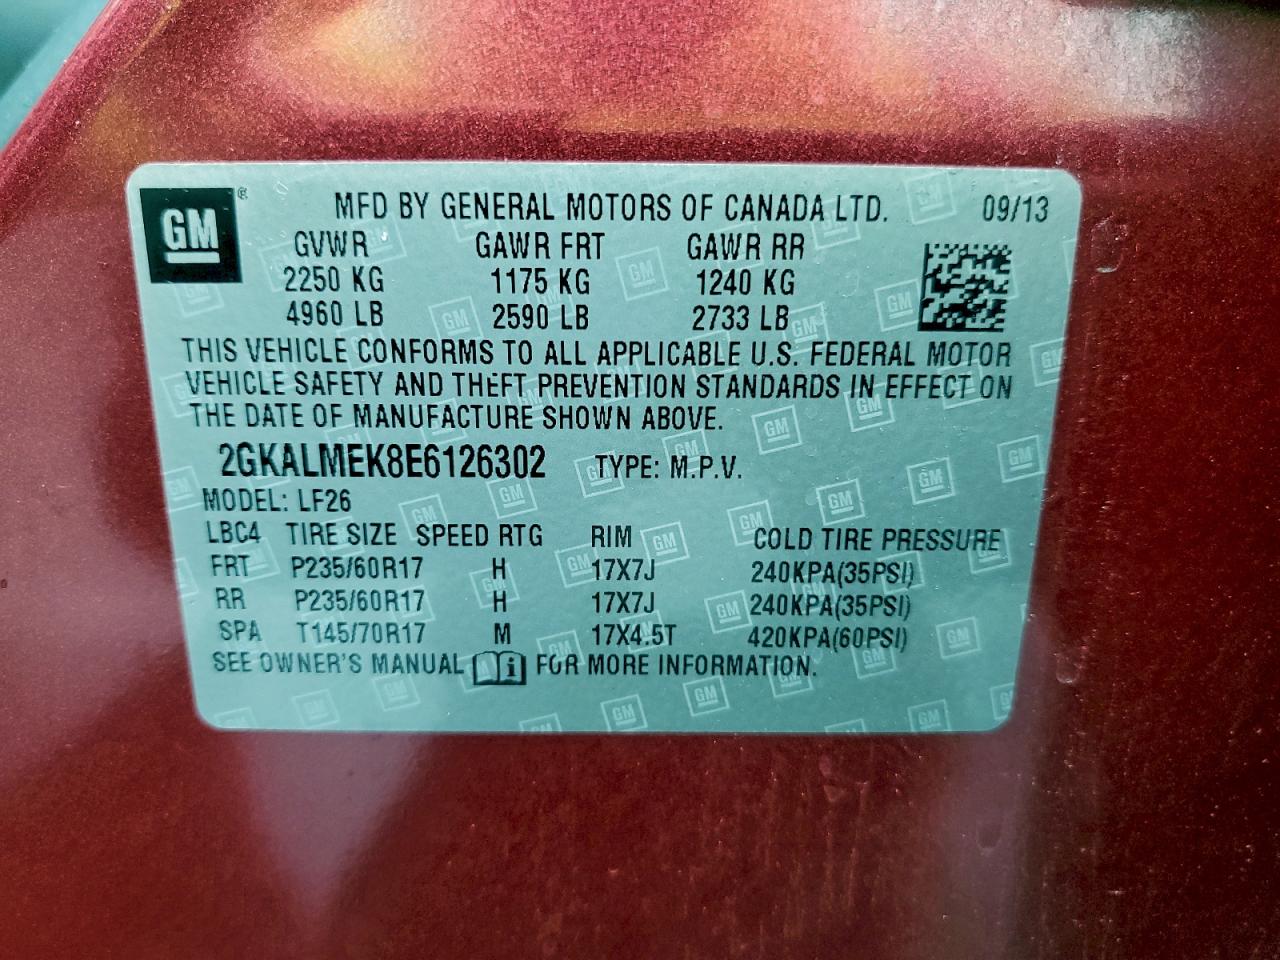 GM®
MFD BY GENERAL MOTORS OF CANADA LTD. 09/13
GVWR GAWR FRT GAWR RR
2250 KG 1175 KG 1240 KG
4960 LB 2590 LB 2733 LB
THIS VEHICLE CONFORMS TO ALL APPLICABLE U.S. FEDERAL MOTOR
VEHICLE SAFETY AND THEFT PREVENTION STANDARDS IN EFFECT ON
THE DATE OF MANUFACTURE SHOWN ABOVE.
2GKALMEK8E6126302 TYPE: M.P.V.
MODEL: LF26
LBC4 TIRE SIZE SPEED RTG RIM COLD TIRE PRESSURE
FRT P235/60R17 H 17X7J 240KPA(35PSI)
RR P235/60R17 H 17X7J 240KPA(35PSI)
SPA T145/70R17 M 17X4.5T 420KPA(60PSI)
SEE OWNER'S MANUAL i FOR MORE INFORMATION.